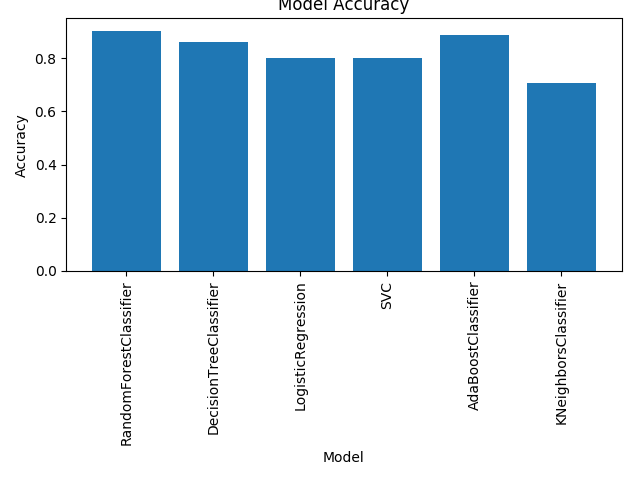 Model Accuracy
Accuracy
0.8
0.6
0.4
0.2
0.0
RandomForestClassifier
DecisionTreeClassifier
LogisticRegression
SVC
AdaBoostClassifier
KNeighborsClassifier
Model